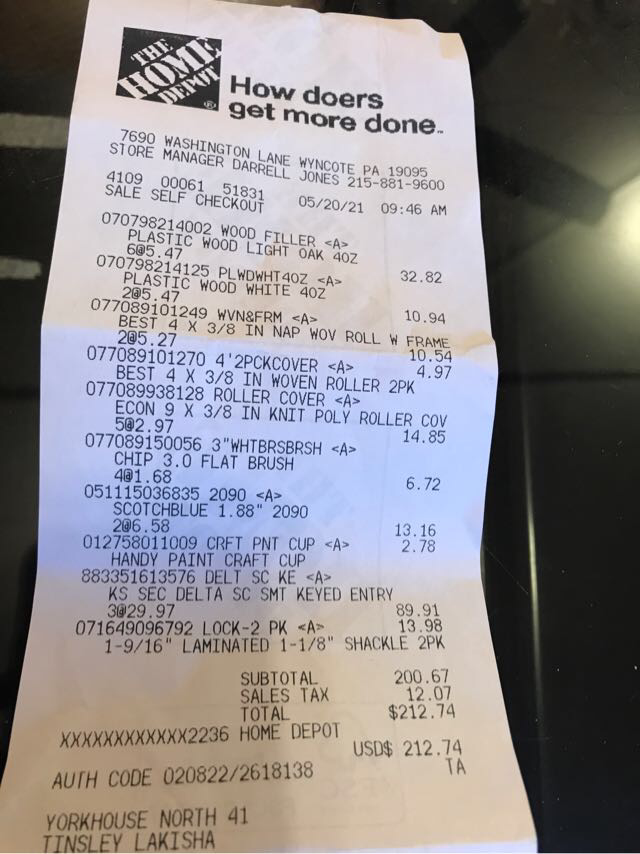 THE
HOME
DEPOT
®
How doers
get more done™
7690 WASHINGTON LANE WYNCOTE PA 19095
STORE MANAGER DARRELL JONES 215-881-9600
4109 00061 51831 05/20/21 09:46 AM
SALE SELF CHECKOUT
070798214002 WOOD FILLER <A>
PLASTIC WOOD LIGHT OAK 4OZ
6@5.47 32.82
070798214125 PLWDWHT4OZ <A>
PLASTIC WOOD WHITE 4OZ
2@5.47 10.94
077089101249 WVN&FRM <A>
BEST 4 X 3/8 IN NAP WOV ROLL W FRAME
2@5.27 10.54
077089101270 4'2PCKCOVER <A> 4.97
BEST 4 X 3/8 IN WOVEN ROLLER 2PK
077089938128 ROLLER COVER <A>
ECON 9 X 3/8 IN KNIT POLY ROLLER COV
5@2.97 14.85
077089150056 3"WHTBRSBRSH <A>
CHIP 3.0 FLAT BRUSH
4@1.68 6.72
051115036835 2090 <A>
SCOTCHBLUE 1.88" 2090
2@6.58 13.16
012758011009 CRFT PNT CUP <A> 2.78
HANDY PAINT CRAFT CUP
883351613576 DELT SC KE <A>
KS SEC DELTA SC SMT KEYED ENTRY
3@29.97 89.91
071649096792 LOCK-2 PK <A> 13.98
1-9/16" LAMINATED 1-1/8" SHACKLE 2PK
SUBTOTAL 200.67
SALES TAX 12.07
TOTAL $212.74
XXXXXXXXXXXX2236 HOME DEPOT
USD$ 212.74
AUTH CODE 020822/2618138 TA
YORKHOUSE NORTH 41
TINSLEY LAKISHA